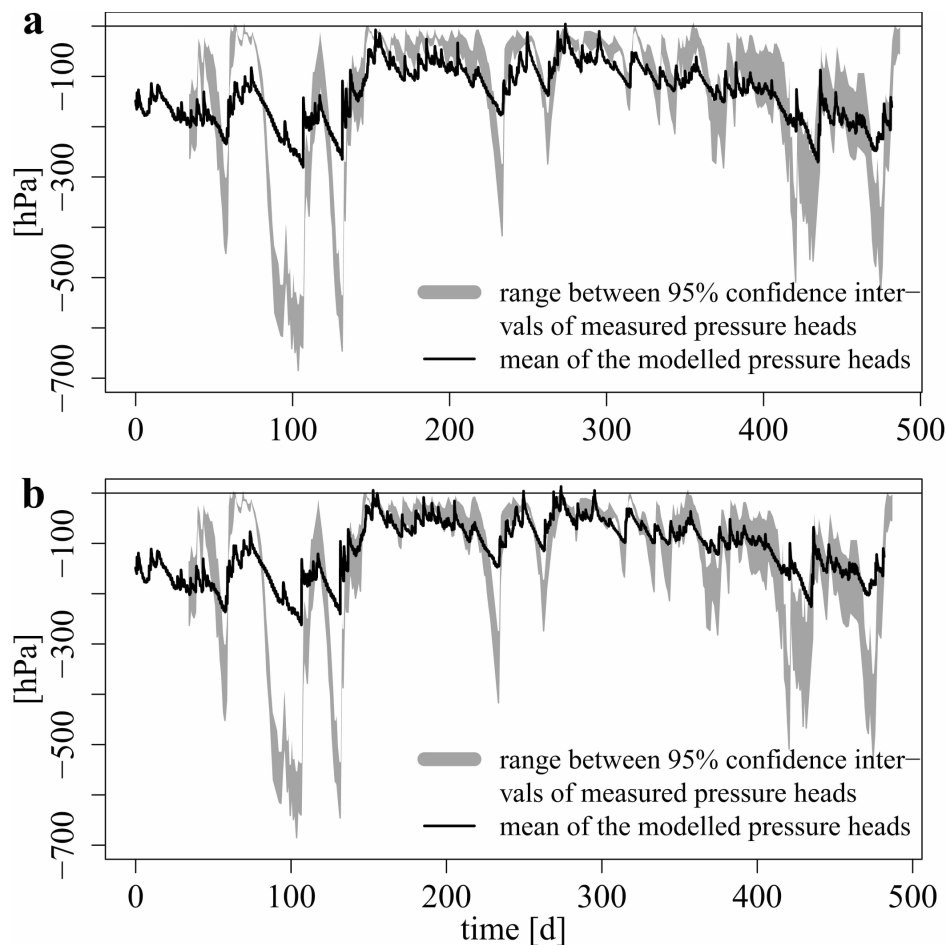 a
[hPa]
−100
−300
−500
−700
range between 95% confidence inter−
vals of measured pressure heads
mean of the modelled pressure heads
0 100 200 300 400 500
b
[hPa]
−100
−300
−500
−700
range between 95% confidence inter−
vals of measured pressure heads
mean of the modelled pressure heads
0 100 200 300 400 500
time [d]